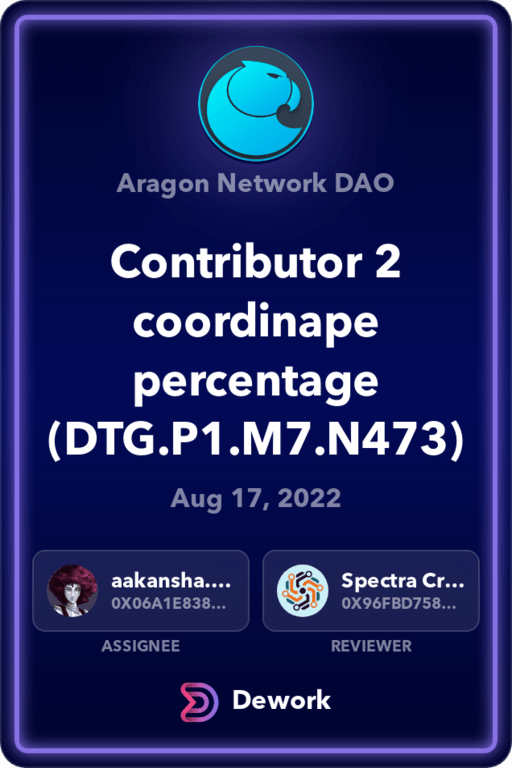 Aragon Network DAO
Contributor 2
coordinape
percentage
(DTG.P1.M7.N473)
Aug 17, 2022
aakansha.... Spectra Cr...
0X06A1E838... 0X96FBD758...
ASSIGNEE REVIEWER
Dework